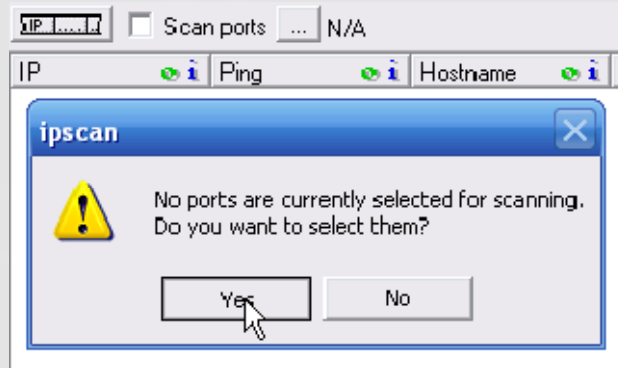 IP Scan ports ... N/A
IP Ping Hostname
ipscan
No ports are currently selected for scanning.
Do you want to select them?
Yes No